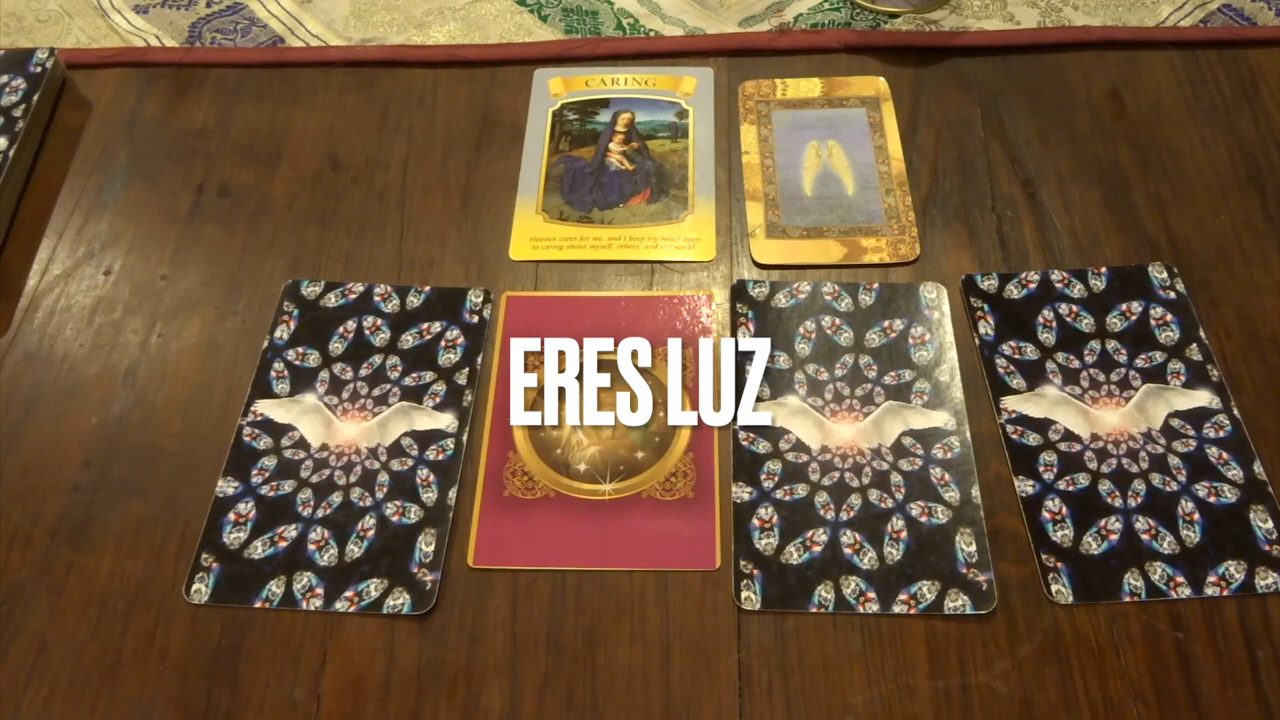 CARING
Heaven cares for me, and I keep my heart open
to caring about myself, others, and the world.
ERES LUZ